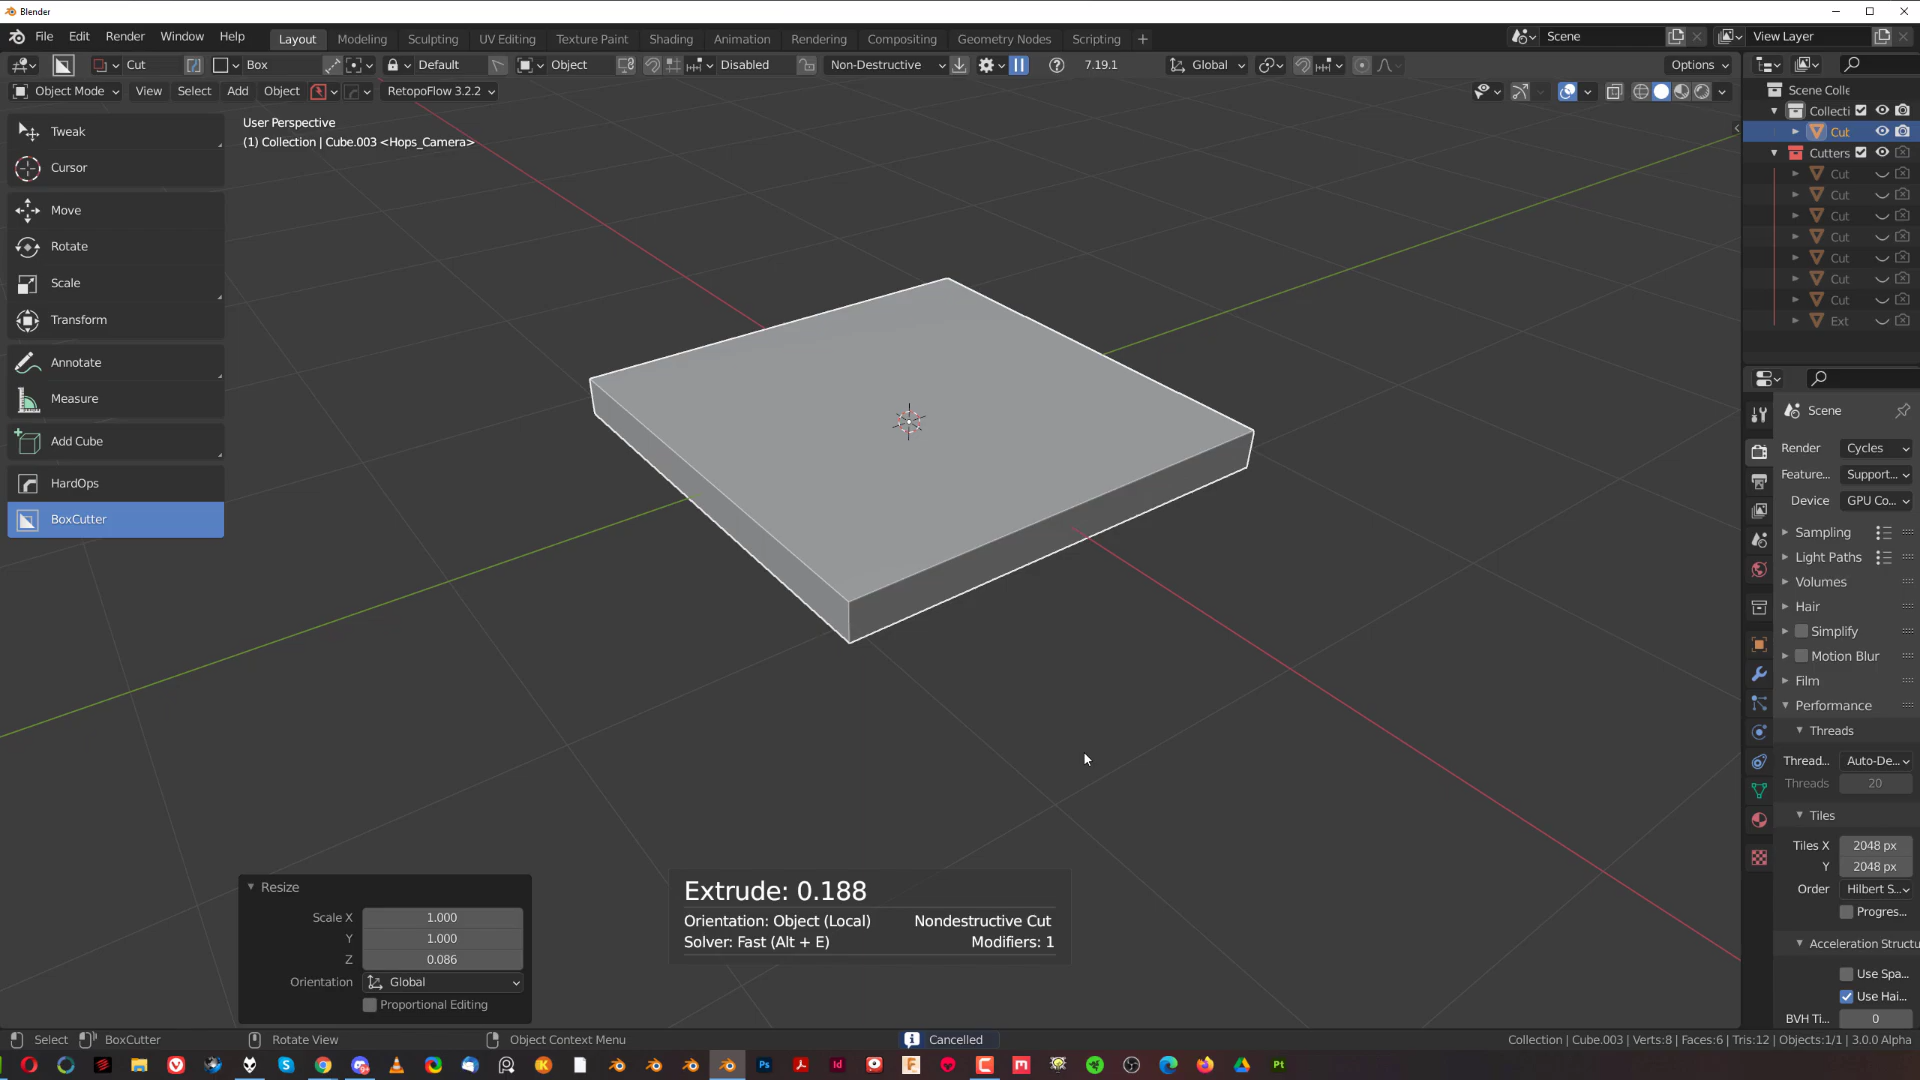 Blender
File Edit Render Window Help Layout Modeling Sculpting UV Editing Texture Paint Shading Animation Rendering Compositing Geometry Nodes Scripting + Scene View Layer
Cut Box Default Object Disabled Non-Destructive 7.19.1 Global Options
Object Mode View Select Add Object RetopoFlow 3.2.2
Scene Colle
Collecti
Cut
Cutters
Cut
Cut
Cut
Cut
Cut
Cut
Cut
Ext
User Perspective
(1) Collection | Cube.003 <Hops_Camera>
Tweak
Cursor
Move
Rotate
Scale
Transform
Annotate
Measure
Add Cube
HardOps
BoxCutter
Scene
Render Cycles
Feature... Support...
Device GPU Co...
Sampling
Light Paths
Volumes
Hair
Simplify
Motion Blur
Film
Performance
Threads
Thread... Auto-De...
Threads 20
Tiles
Tiles X 2048 px
Y 2048 px
Order Hilbert S...
Progres...
Acceleration Structu
Use Spa...
Use Hai...
BVH Ti... 0
Resize
Scale X 1.000
Y 1.000
Z 0.086
Orientation Global
Proportional Editing
Extrude: 0.188
Orientation: Object (Local) Nondestructive Cut
Solver: Fast (Alt + E) Modifiers: 1
Select BoxCutter Rotate View Object Context Menu Cancelled Collection | Cube.003 | Verts:8 | Faces:6 | Tris:12 | Objects:1/1 | 3.0.0 Alpha
Ps Id Pt